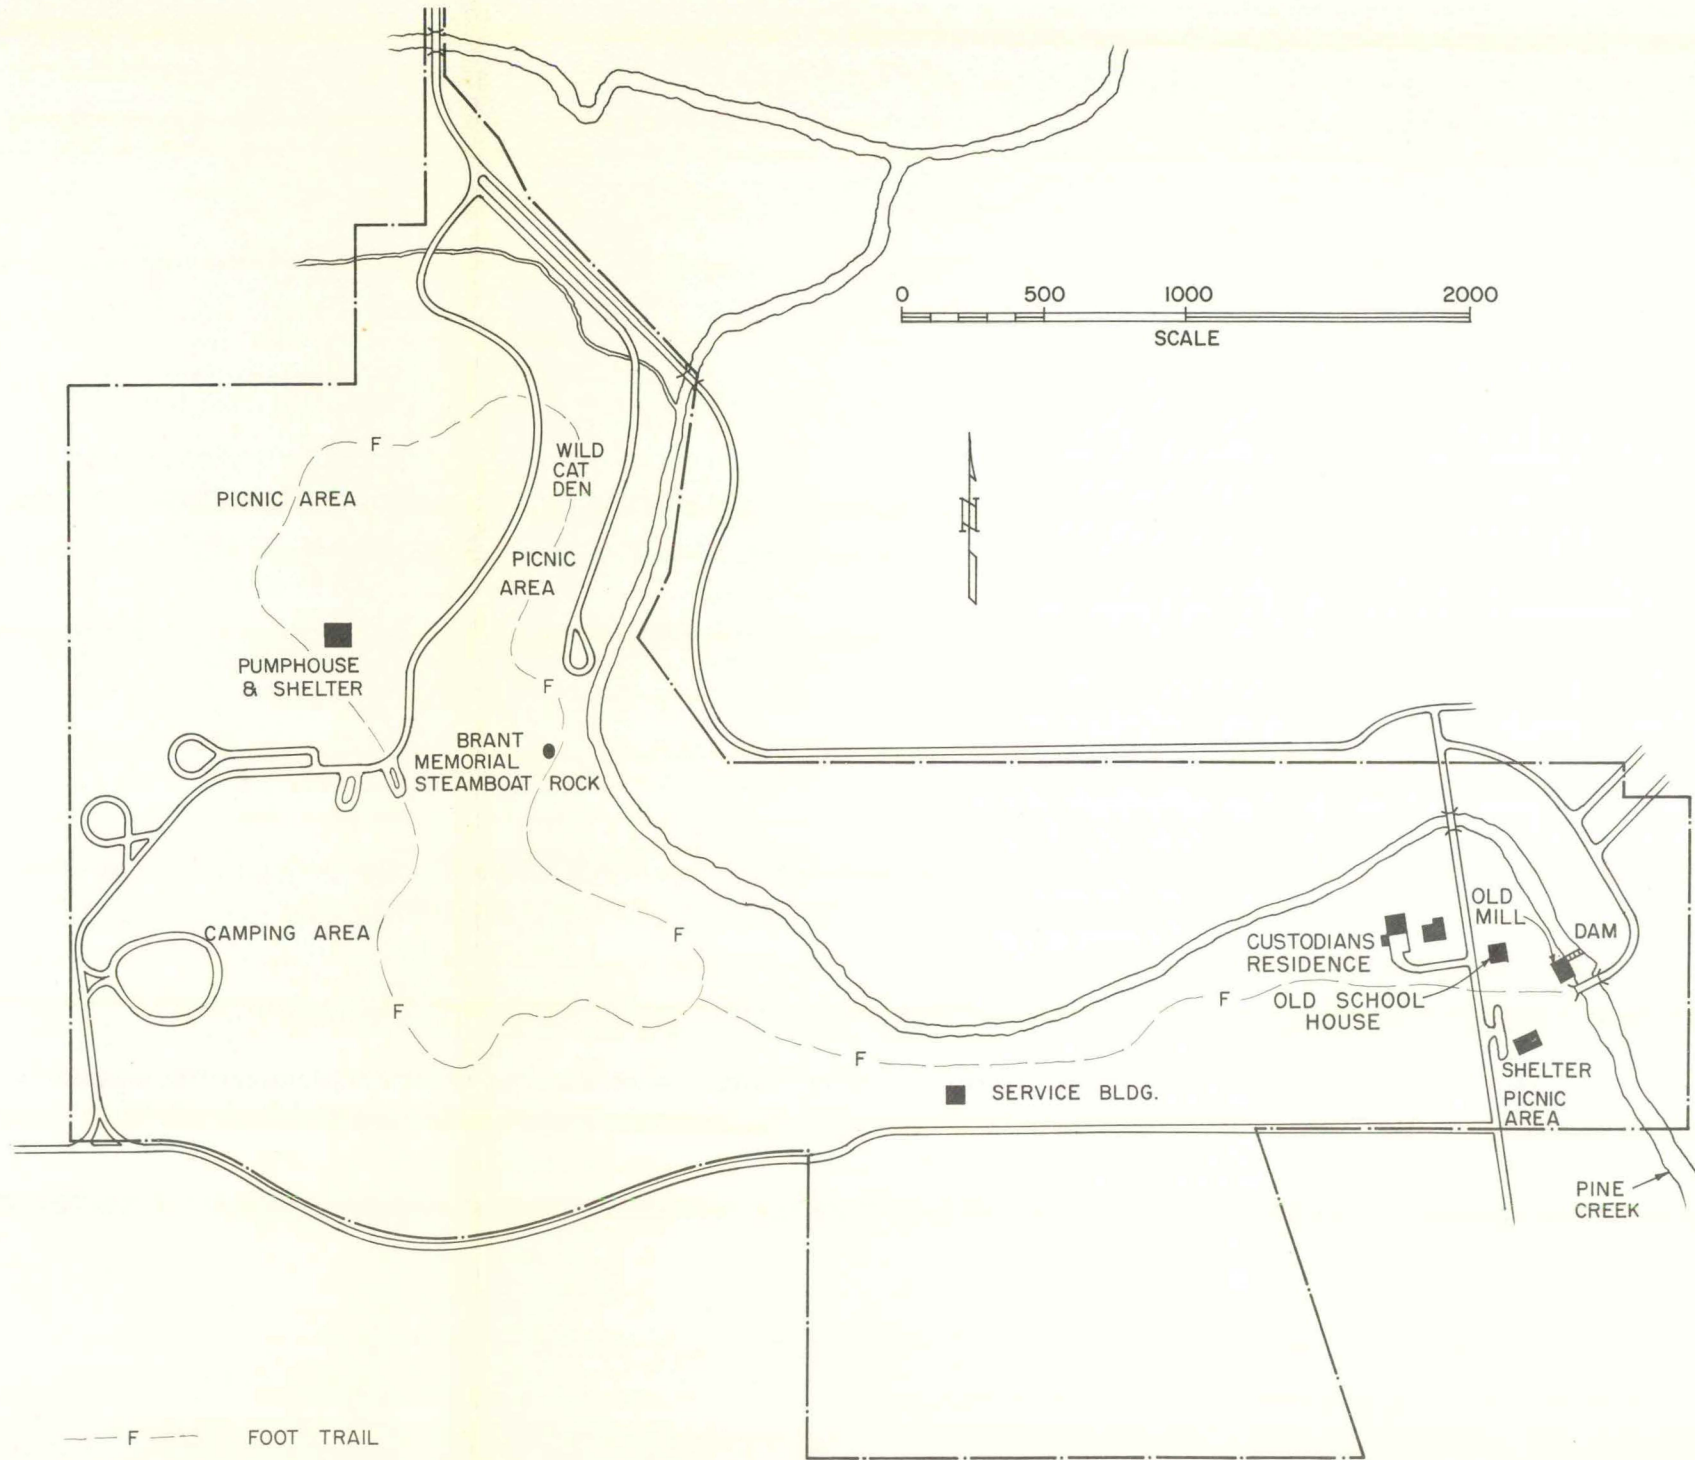 0 500 1000 2000
SCALE
N
F
WILD
CAT
DEN
PICNIC AREA
PICNIC
AREA
PUMPHOUSE
& SHELTER
F
BRANT
MEMORIAL
STEAMBOAT ROCK
CAMPING AREA
F
F
F
F
OLD
MILL
DAM
CUSTODIANS
RESIDENCE
OLD SCHOOL
HOUSE
SHELTER
PICNIC
AREA
SERVICE BLDG.
PINE
CREEK
F FOOT TRAIL